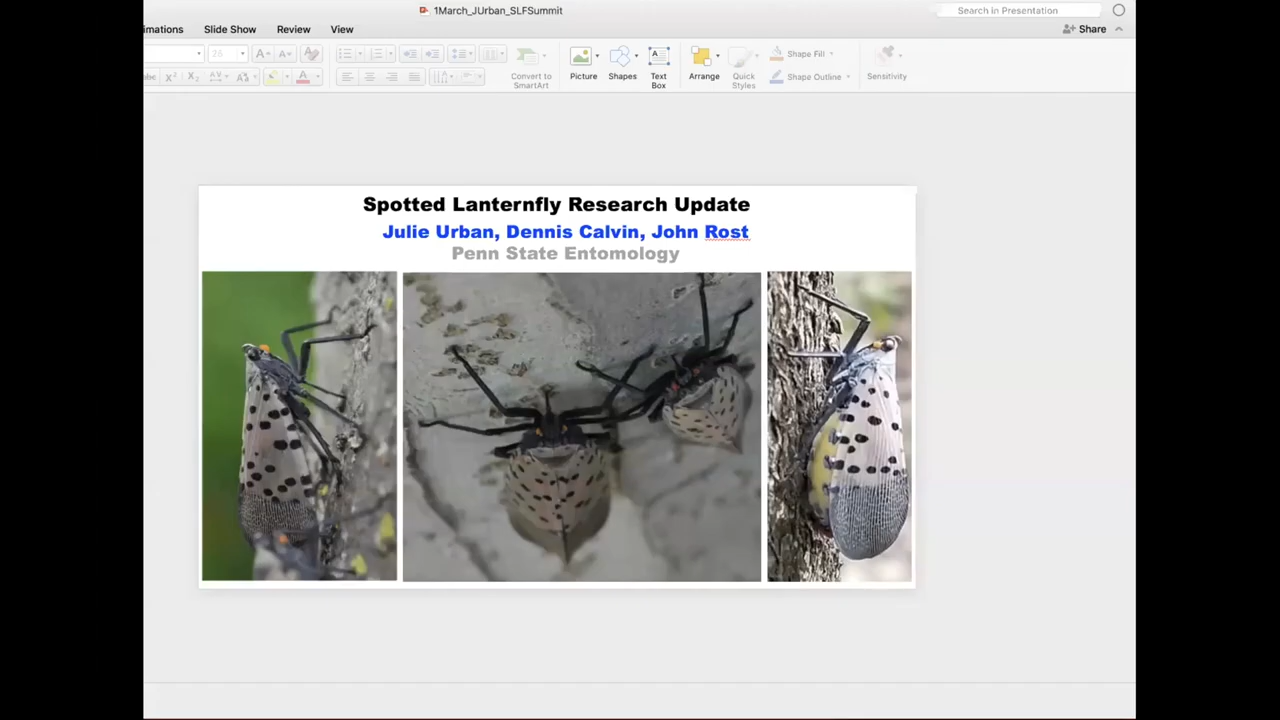 1March_JUrban_SLFSummit
Search in Presentation
imations Slide Show Review View
Share
26
Convert to
SmartArt
Picture
Shapes
Text
Box
Arrange
Quick
Styles
Shape Fill
Shape Outline
Sensitivity
Spotted Lanternfly Research Update
Julie Urban, Dennis Calvin, John Rost
Penn State Entomology